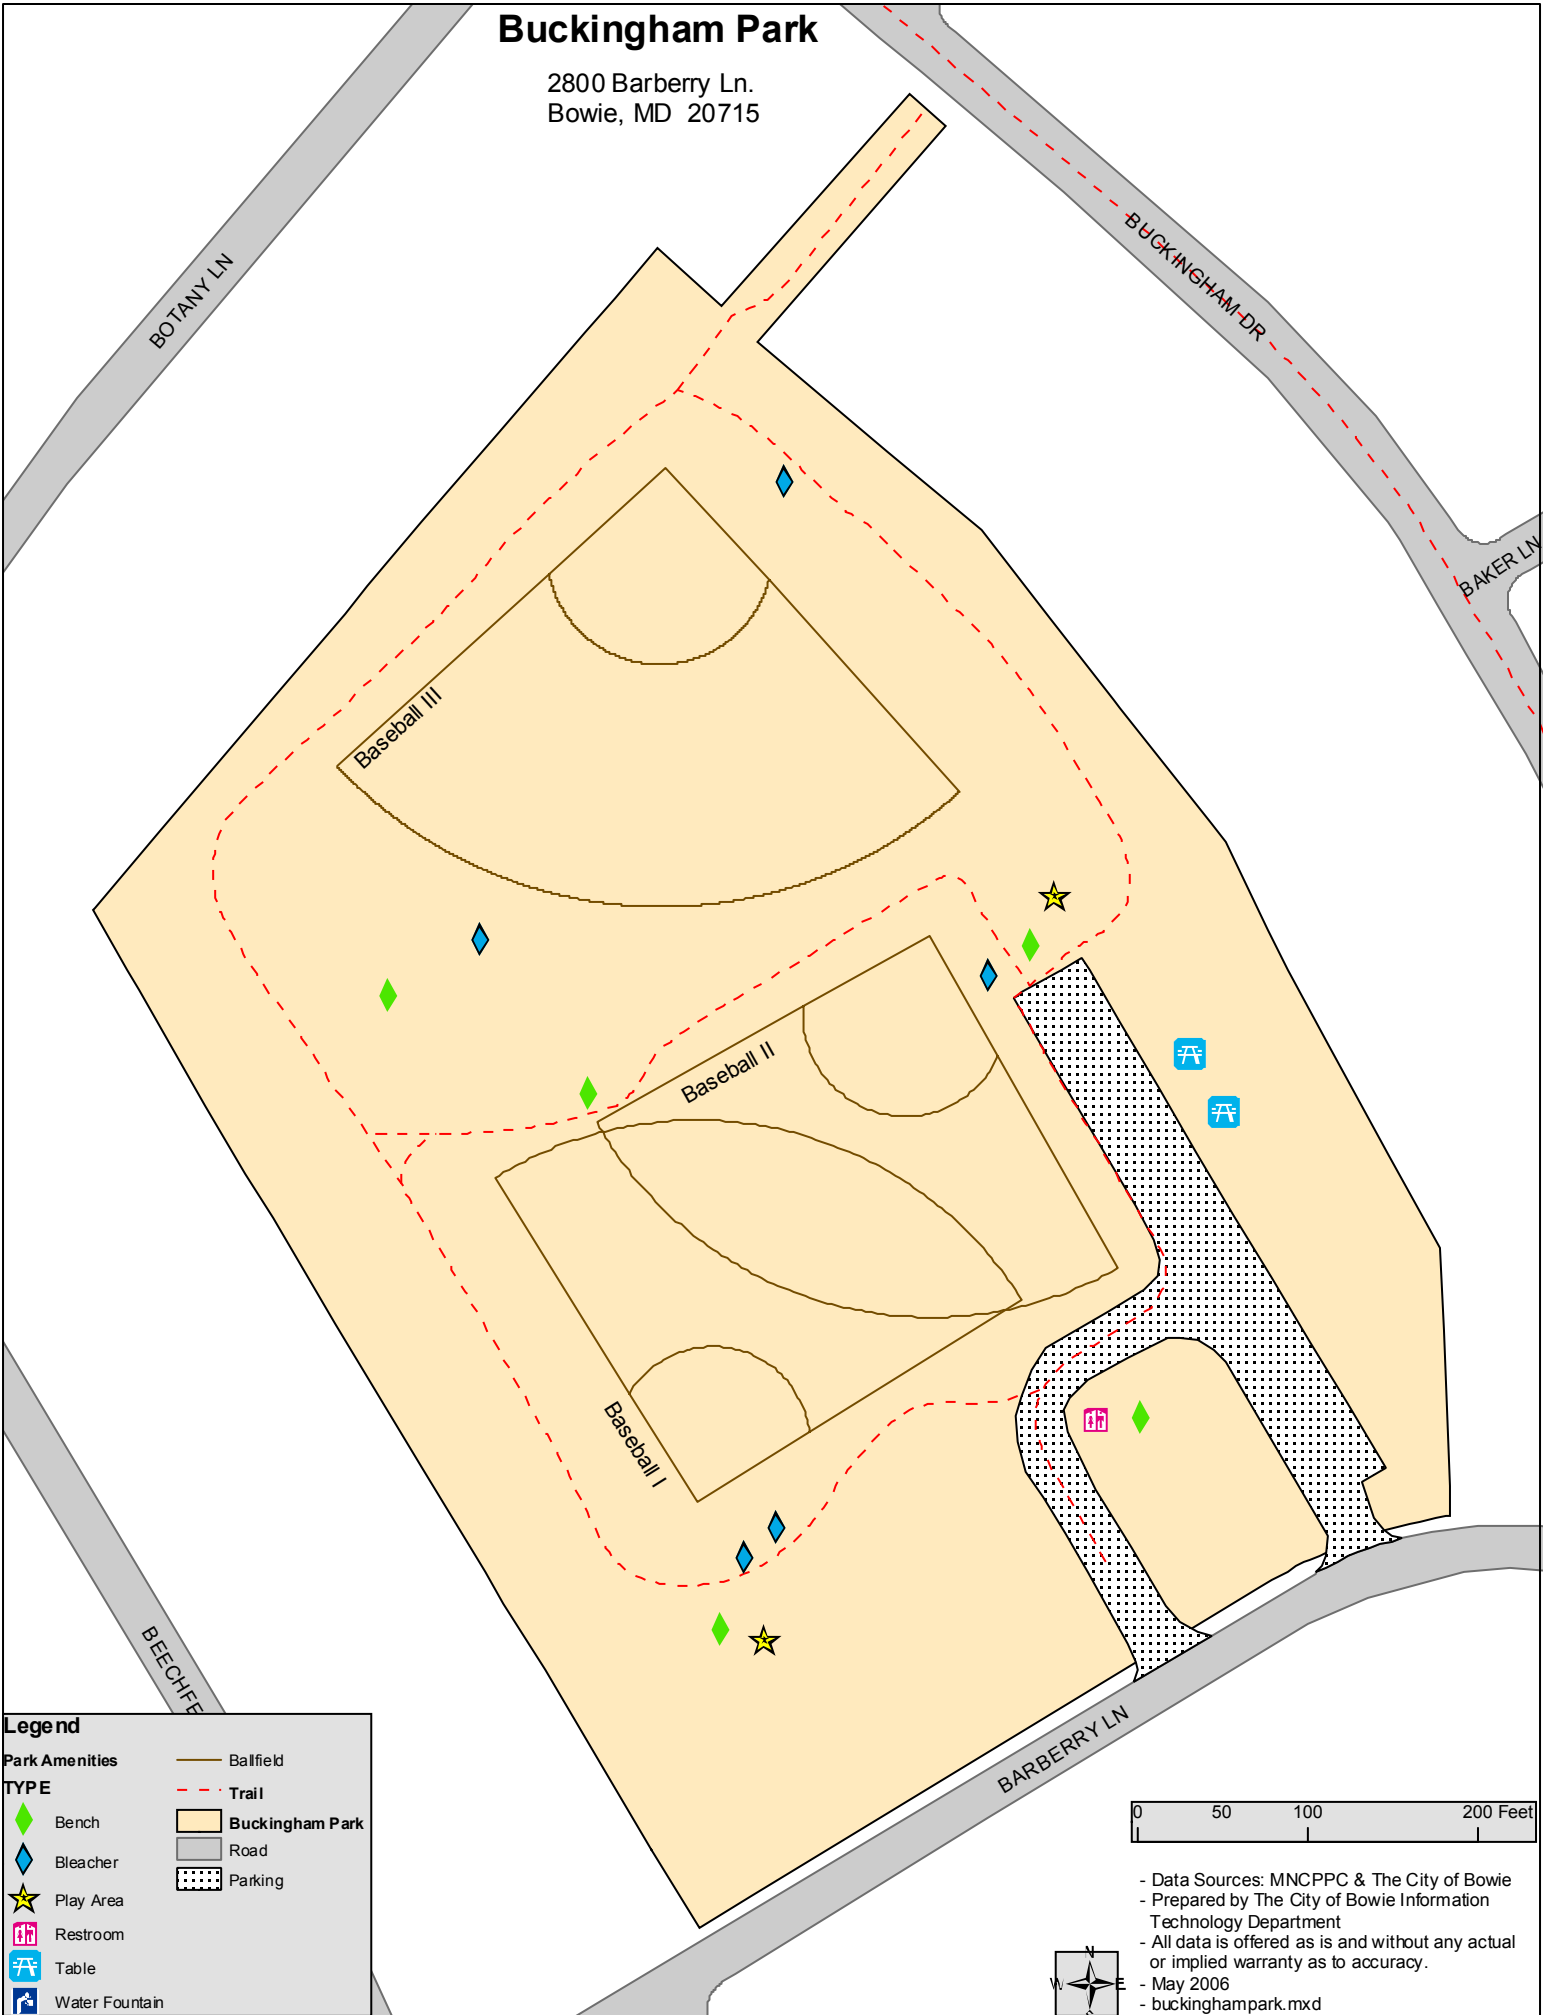 Buckingham Park
2800 Barberry Ln.
Bowie, MD 20715
BOTANY LN
BUCKINGHAM DR
BAKER LN
Baseball III
Baseball II
Baseball I
BEECHFE
BARBERRY LN
Legend
Park Amenities
TYPE
Bench
Bleacher
Play Area
Restroom
Table
Water Fountain
Ballfield
Trail
Buckingham Park
Road
Parking
0 50 100 200 Feet
- Data Sources: MNCPPC & The City of Bowie
- Prepared by The City of Bowie Information
Technology Department
- All data is offered as is and without any actual
or implied warranty as to accuracy.
- May 2006
- buckinghampark.mxd
N
W E